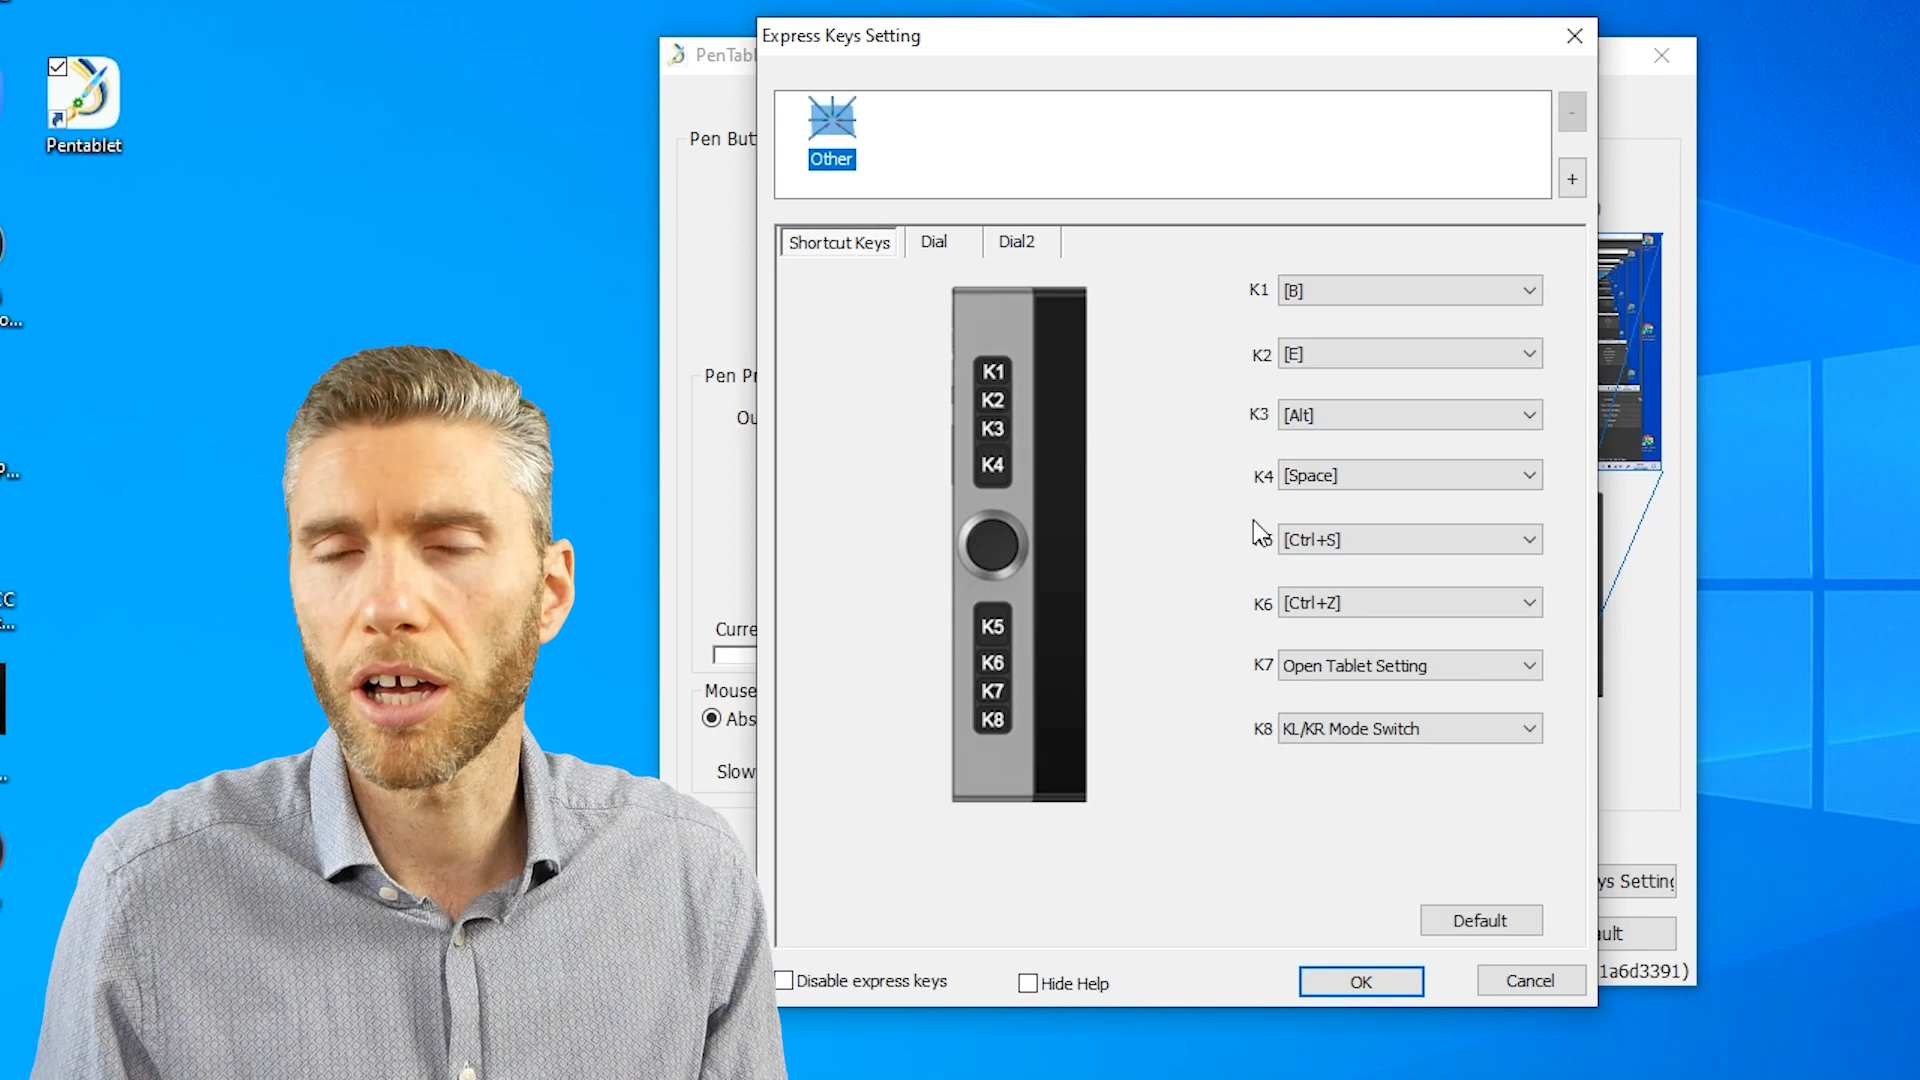 Express Keys Setting
PenTabl
Pentablet
Other
-
+
Pen But
Shortcut Keys
Dial
Dial2
K1 [B]
K2 [E]
K3 [Alt]
K4 [Space]
[Ctrl+S]
K6 [Ctrl+Z]
K7 Open Tablet Setting
K8 KL/KR Mode Switch
K1
K2
K3
K4
K5
K6
K7
K8
Pen Pr
Ou
Curre
Mouse
Abs
Slow
o...
P...
CC
ys Setting
ault
1a6d3391)
Default
Disable express keys
Hide Help
OK
Cancel